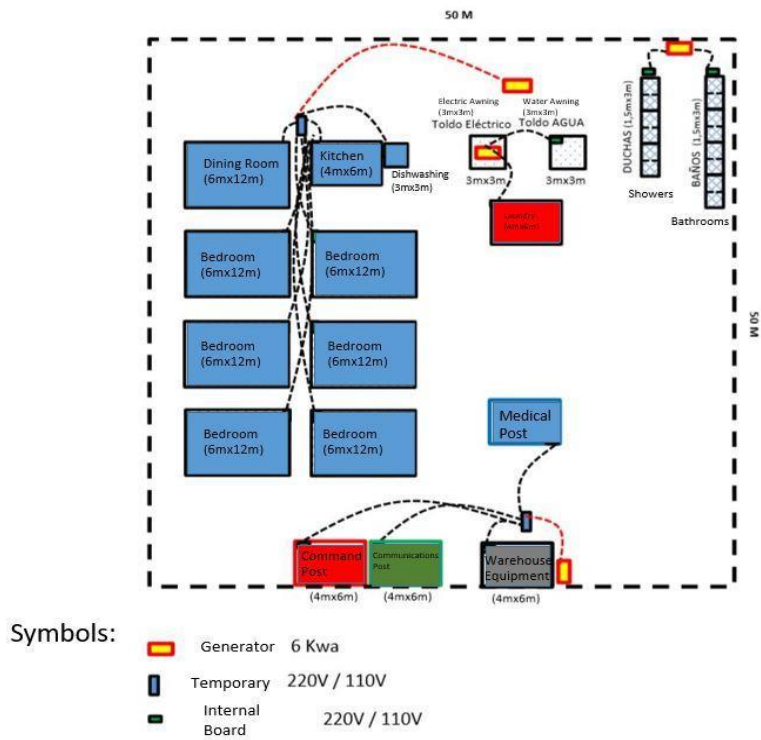 50 M
Electric Awning
(3mx3m)
Water Awning
(3mx3m)
Toldo Eléctrico
Toldo AGUA
3mx3m
3mx3m
DUCHAS (1,5mx3m)
BAÑOS (1,5mx3m)
Showers
Bathrooms
Dining Room
(6mx12m)
Kitchen
(4mx6m)
Dishwashing
(3mx3m)
Laundry
(4mx6m)
Bedroom
(6mx12m)
Bedroom
(6mx12m)
Bedroom
(6mx12m)
Bedroom
(6mx12m)
Bedroom
(6mx12m)
Bedroom
(6mx12m)
50 M
Medical
Post
Command
Post
Communications
Post
Warehouse
Equipment
(4mx6m)
(4mx6m)
(4mx6m)
Symbols:
Generator 6 Kwa
Temporary 220V / 110V
Internal
Board
220V / 110V